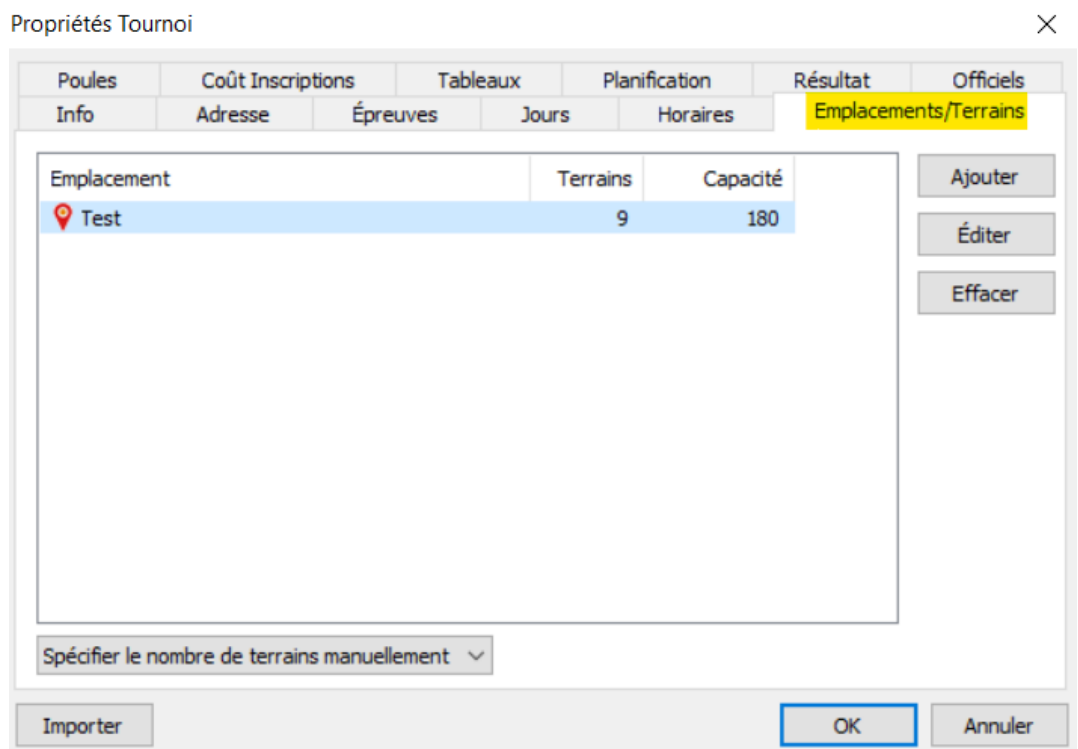 Propriétés Tournoi
Poules Coût Inscriptions Tableaux Planification Résultat Officiels
Info Adresse Épreuves Jours Horaires Emplacements/Terrains
Emplacement Terrains Capacité
Test 9 180
Ajouter
Éditer
Effacer
Spécifier le nombre de terrains manuellement
Importer OK Annuler